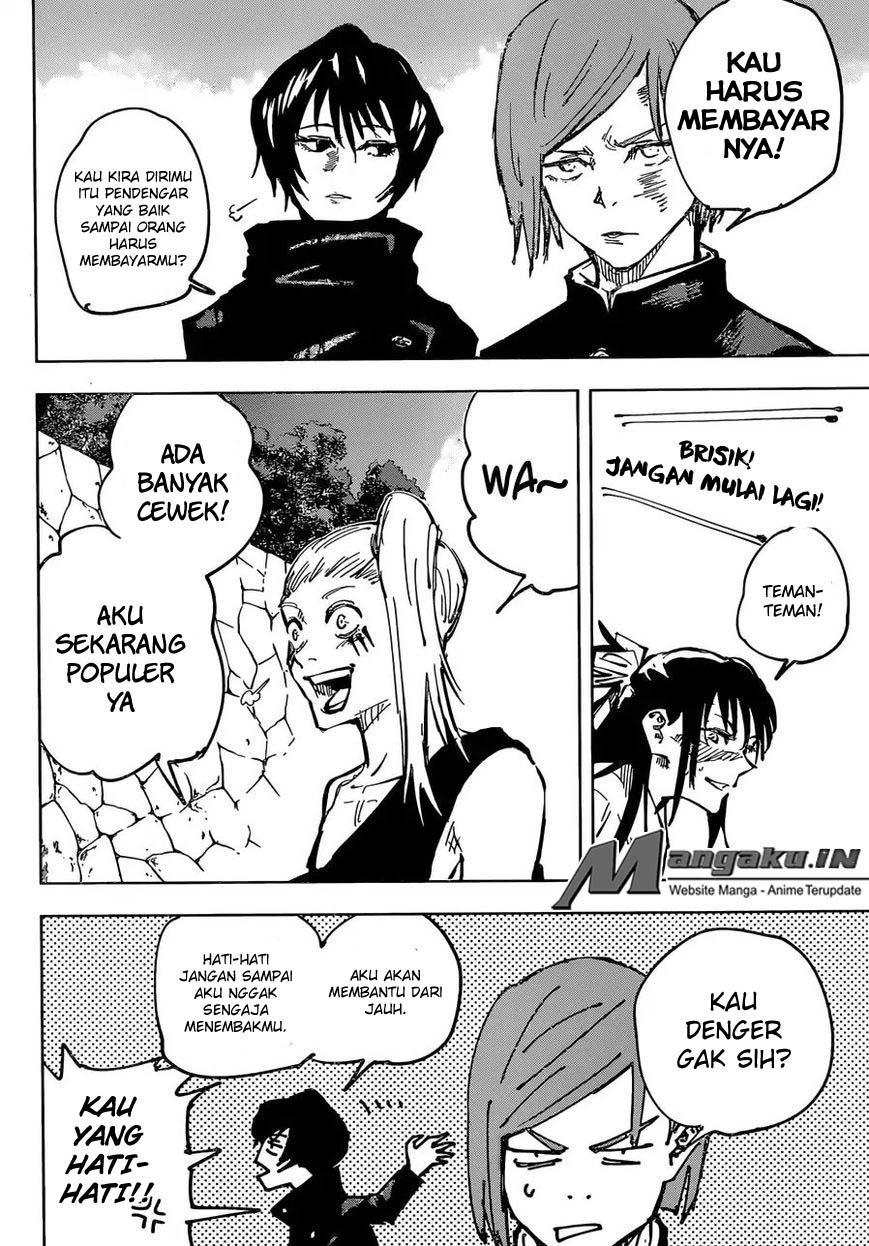 KAU
HARUS
MEMBAYAR
NYA!
KAU KIRA DIRIMU
ITU PENDENGAR
YANG BAIK
SAMPAI ORANG
HARUS
MEMBAYARMU?
BRISIK!
JANGAN MULAI LAGI!
TEMAN-
TEMAN!
WA~
ADA
BANYAK
CEWEK!
AKU
SEKARANG
POPULER
YA
MANGAKU.IN
Website Manga - Anime Terupdate
KAU
DENGER
GAK SIH?
AKU AKAN
MEMBANTU DARI
JAUH.
HATI-HATI
JANGAN SAMPAI
AKU NGGAK
SENGAJA
MENEMBAKMU.
KAU
YANG
HATI-
HATI!!